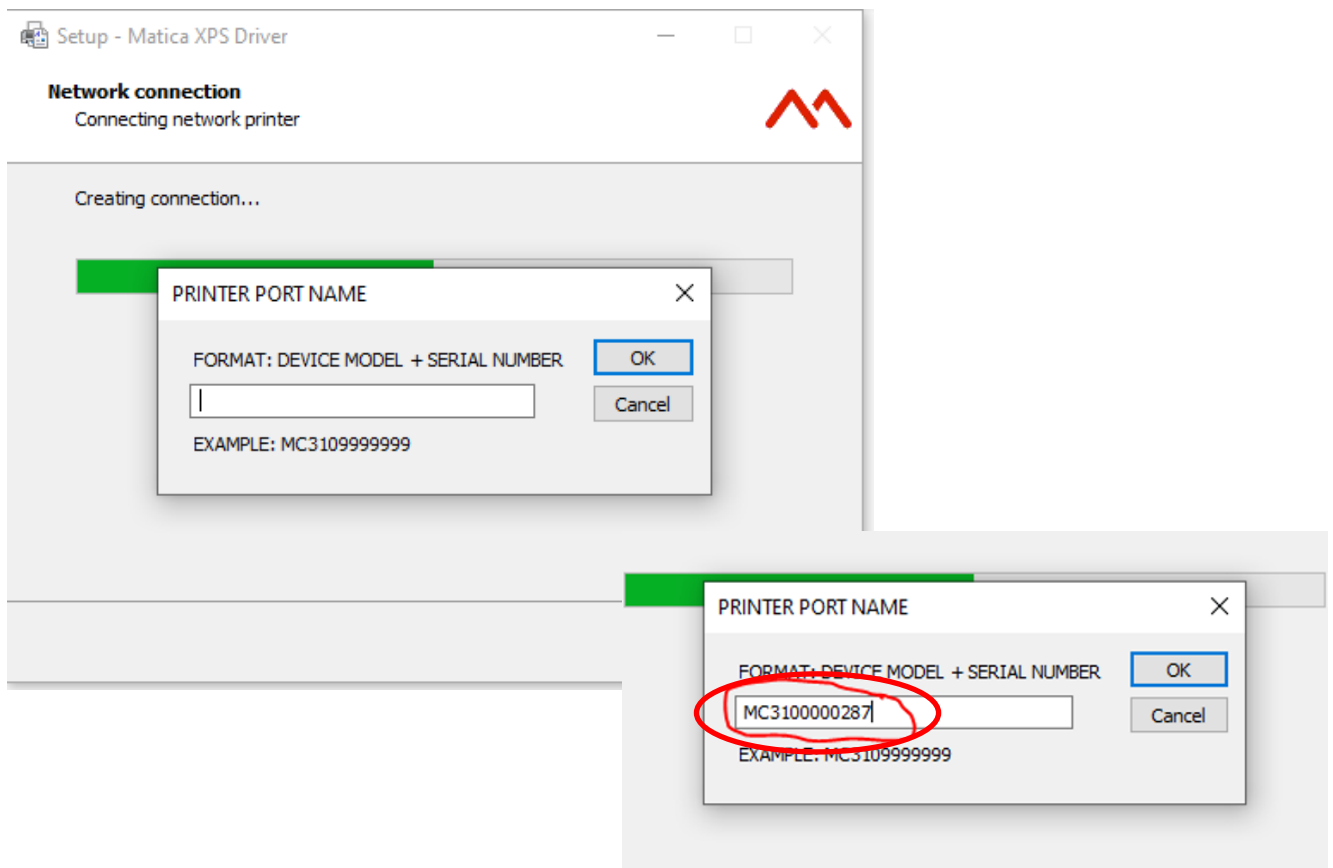 Setup - Matica XPS Driver
Network connection
Connecting network printer
Creating connection...
PRINTER PORT NAME
FORMAT: DEVICE MODEL + SERIAL NUMBER
OK
Cancel
EXAMPLE: MC3109999999
PRINTER PORT NAME
FORMAT: DEVICE MODEL + SERIAL NUMBER
OK
MC3100000287
Cancel
EXAMPLE: MC3109999999